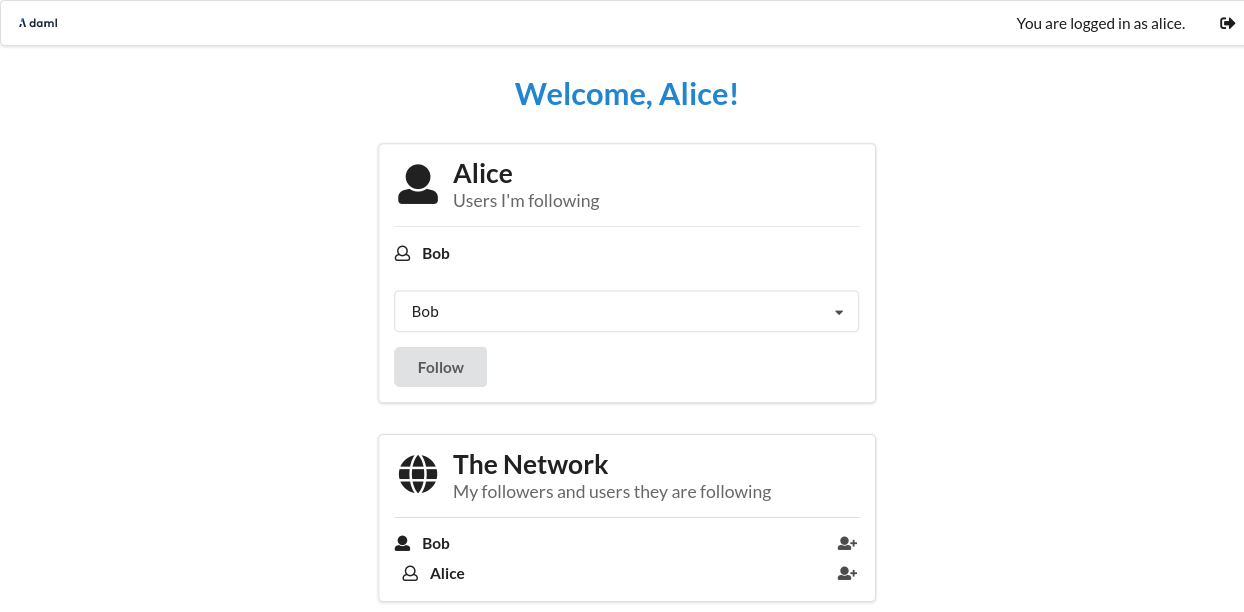 daml
You are logged in as alice.
Welcome, Alice!
Alice
Users I'm following
Bob
Bob
Follow
The Network
My followers and users they are following
Bob
Alice